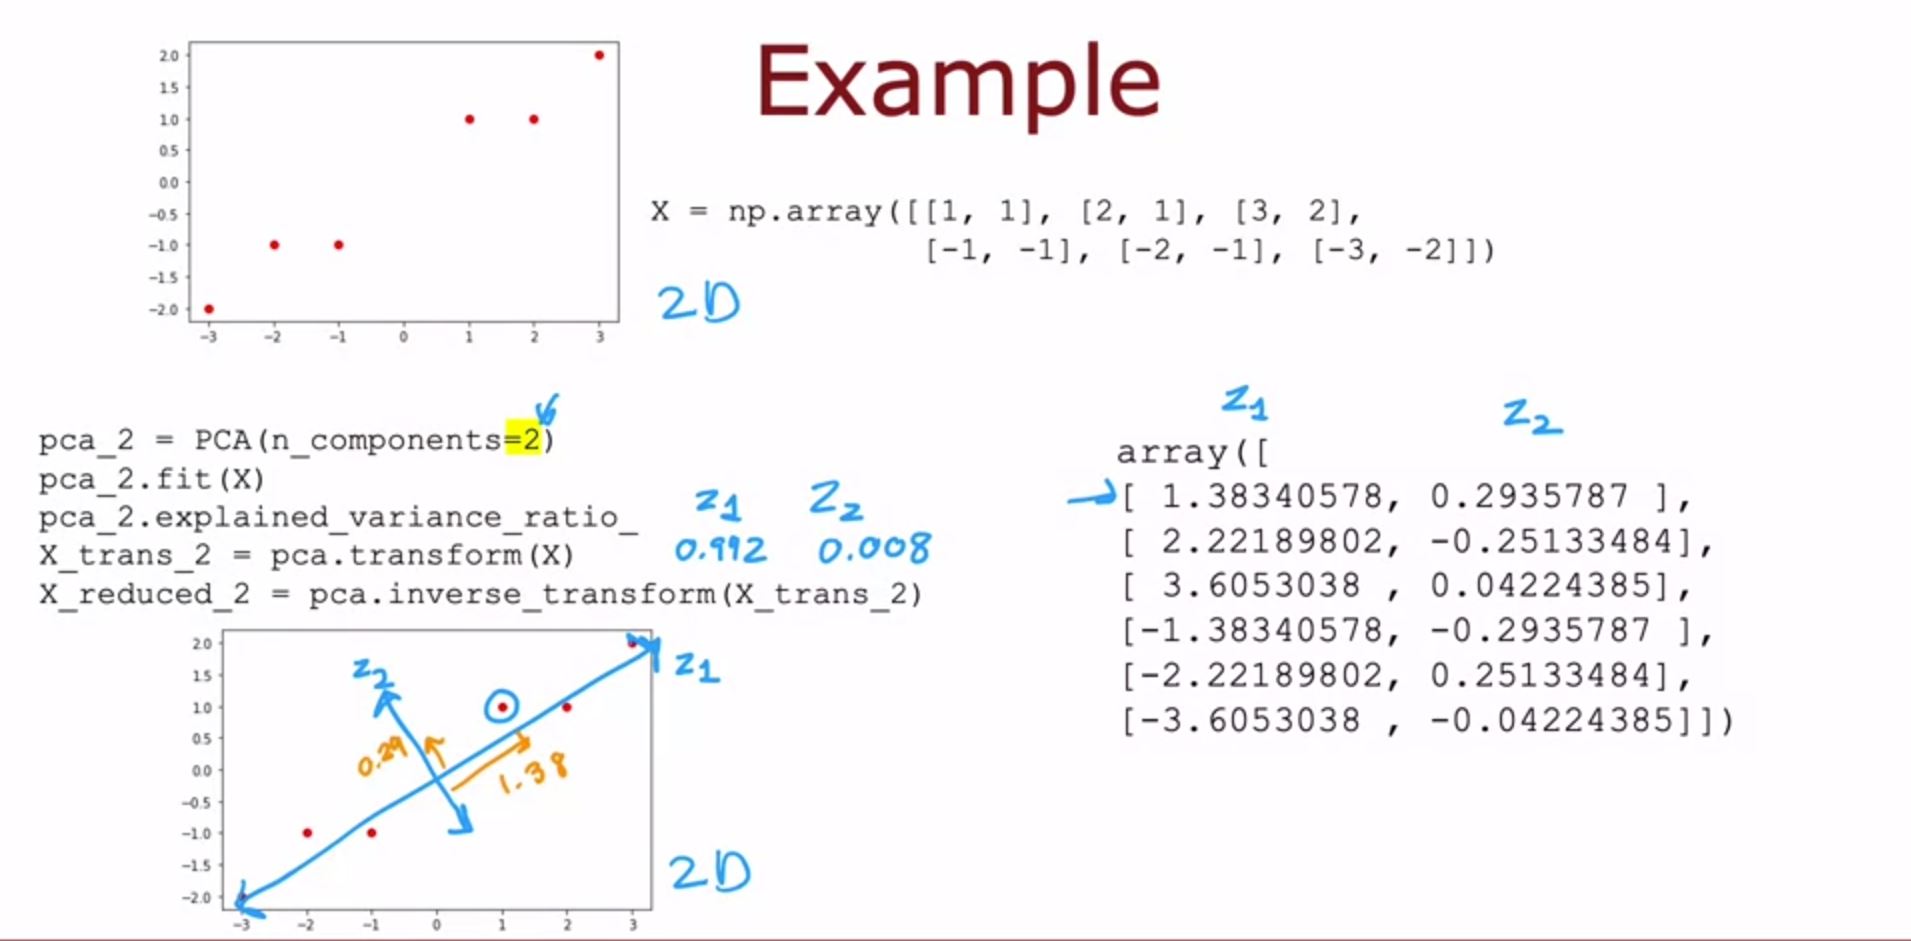 Example
2.0
1.5
1.0
0.5
0.0
−0.5
−1.0
−1.5
−2.0
−3 −2 −1 0 1 2 3
X = np.array([[1, 1], [2, 1], [3, 2],
[-1, -1], [-2, -1], [-3, -2]])
2D
pca_2 = PCA(n_components=2)
pca_2.fit(X)
pca_2.explained_variance_ratio_
X_trans_2 = pca.transform(X)
X_reduced_2 = pca.inverse_transform(X_trans_2)
z1 z2
0.992 0.008
z1 z2
array([
[ 1.38340578, 0.2935787 ],
[ 2.22189802, -0.25133484],
[ 3.6053038 , 0.04224385],
[-1.38340578, -0.2935787 ],
[-2.22189802, 0.25133484],
[-3.6053038 , -0.04224385]])
2.0
1.5
1.0
0.5
0.0
−0.5
−1.0
−1.5
−2.0
−3 −2 −1 0 1 2 3
z2
z1
0.29
1.38
2D